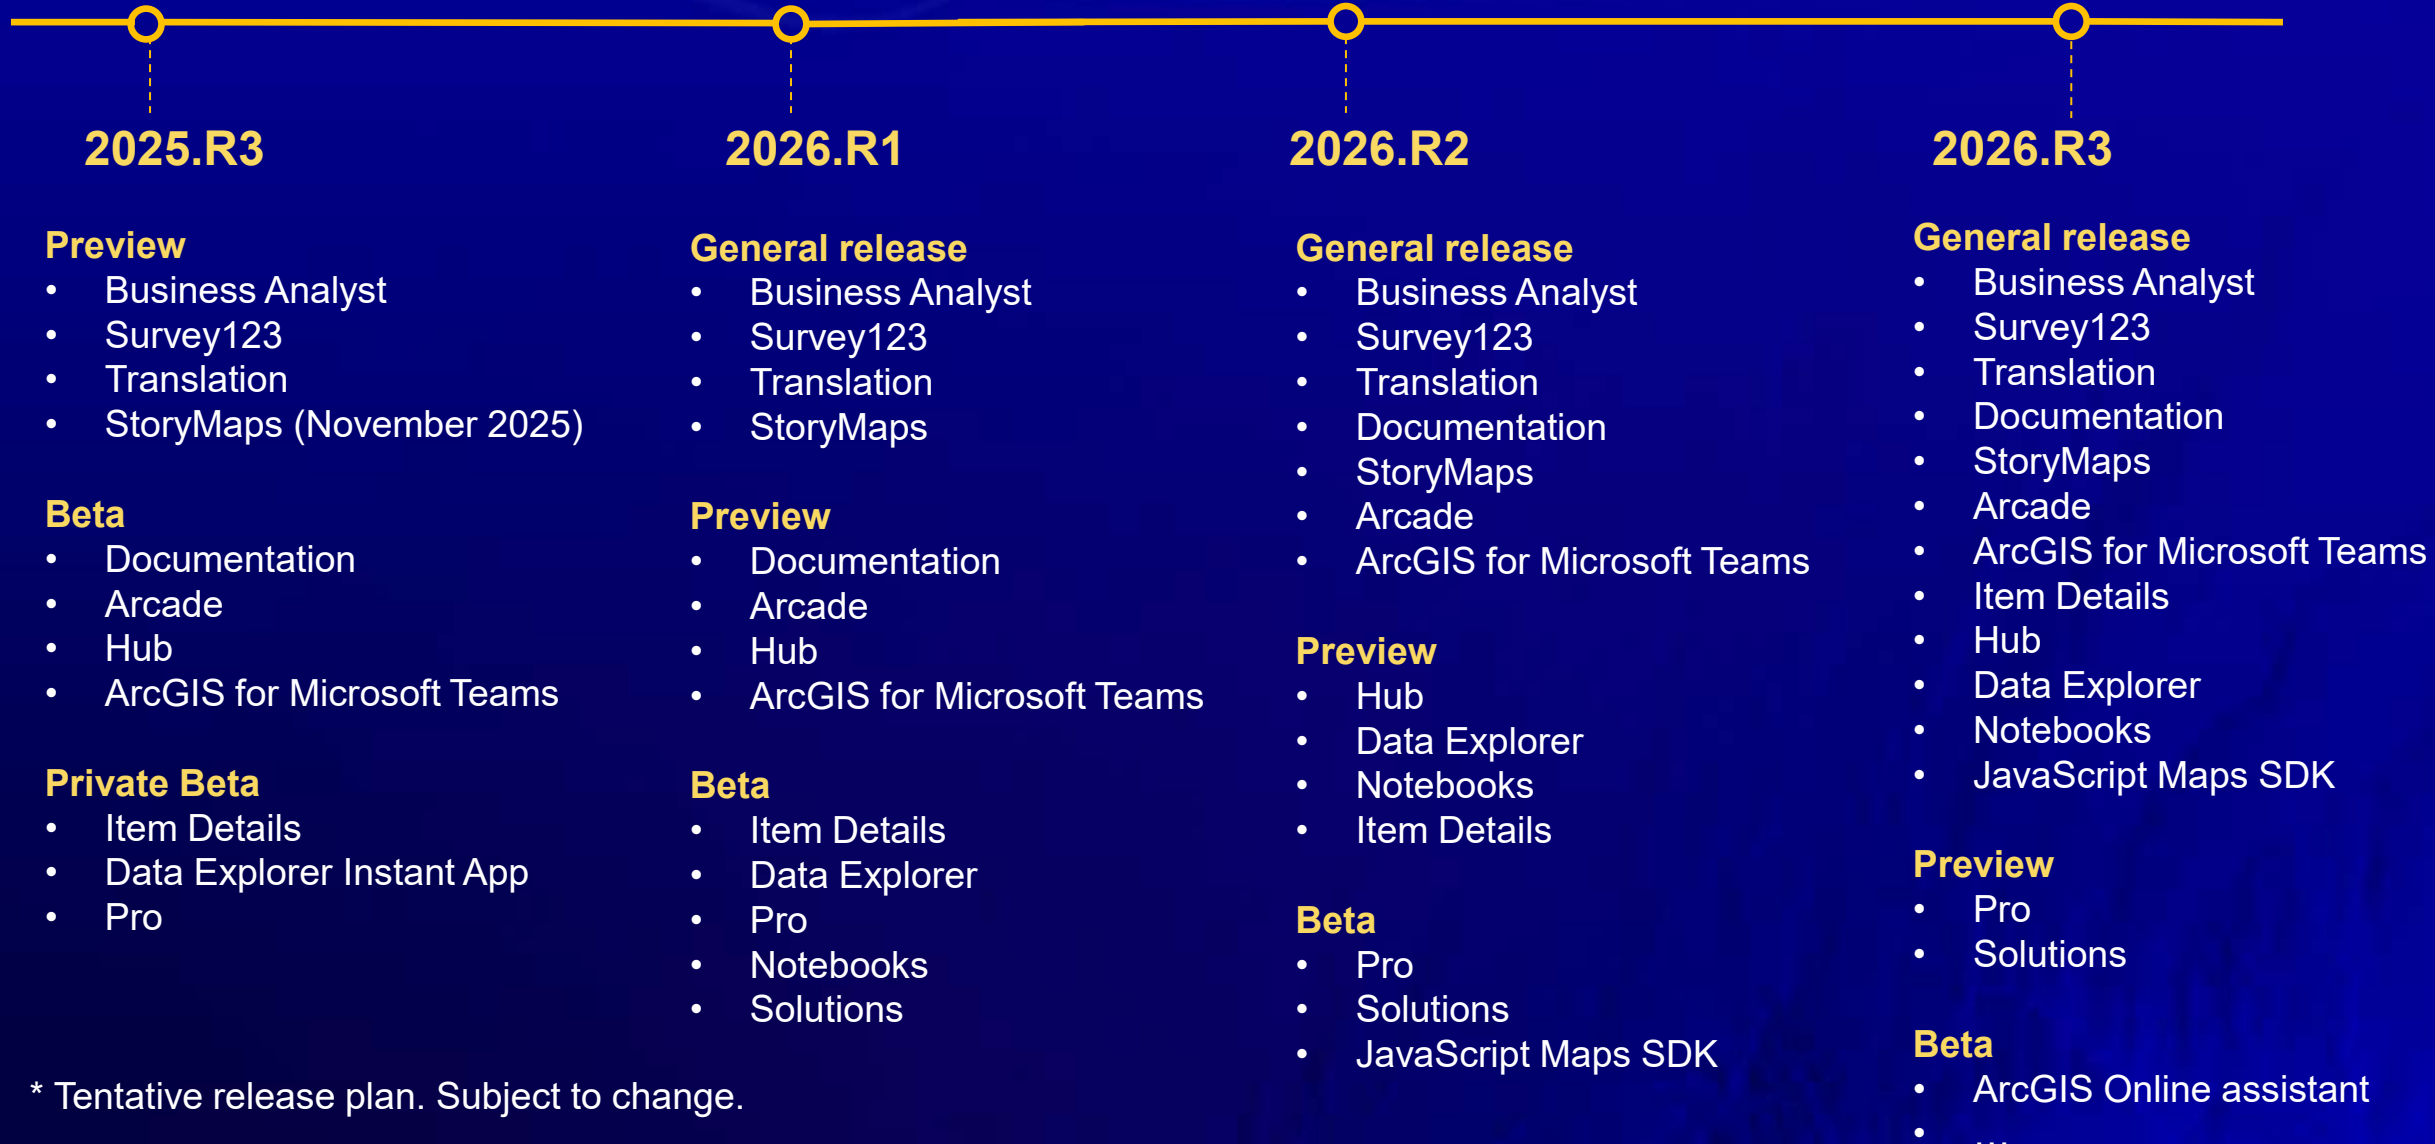 2025.R3
Preview
• Business Analyst
• Survey123
• Translation
• StoryMaps (November 2025)
Beta
• Documentation
• Arcade
• Hub
• ArcGIS for Microsoft Teams
Private Beta
• Item Details
• Data Explorer Instant App
• Pro
2026.R1
General release
• Business Analyst
• Survey123
• Translation
• StoryMaps
Preview
• Documentation
• Arcade
• Hub
• ArcGIS for Microsoft Teams
Beta
• Item Details
• Data Explorer
• Pro
• Notebooks
• Solutions
2026.R2
General release
• Business Analyst
• Survey123
• Translation
• Documentation
• StoryMaps
• Arcade
• ArcGIS for Microsoft Teams
Preview
• Hub
• Data Explorer
• Notebooks
• Item Details
Beta
• Pro
• Solutions
• JavaScript Maps SDK
2026.R3
General release
• Business Analyst
• Survey123
• Translation
• Documentation
• StoryMaps
• Arcade
• ArcGIS for Microsoft Teams
• Item Details
• Hub
• Data Explorer
• Notebooks
• JavaScript Maps SDK
Preview
• Pro
• Solutions
Beta
• ArcGIS Online assistant
• ...
* Tentative release plan. Subject to change.